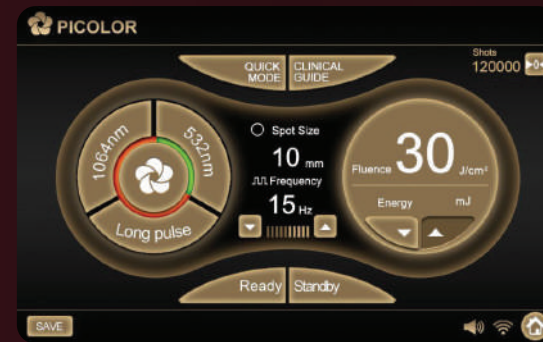 PICOLOR
Shots
120000
QUICK MODE
CLINICAL GUIDE
1064nm
532nm
Long pulse
Spot Size
10 mm
Frequency
15 Hz
Fluence 30 J/cm²
Energy mJ
Ready
Standby
SAVE